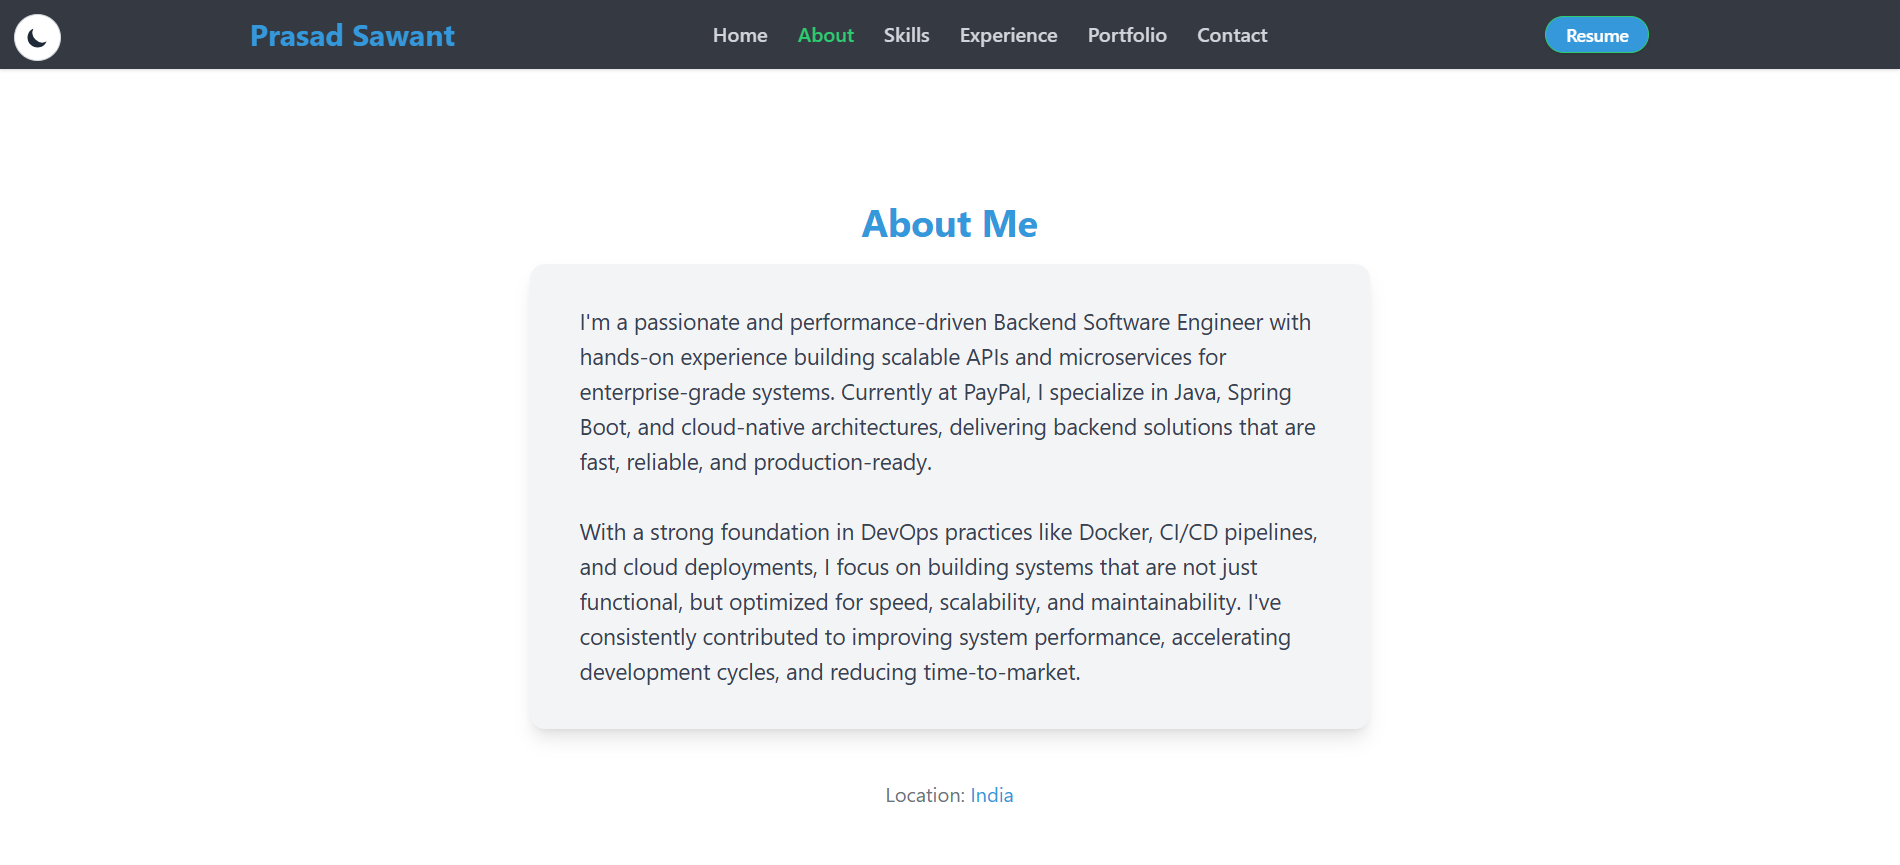 Prasad Sawant
Home About Skills Experience Portfolio Contact
Resume
About Me
I'm a passionate and performance-driven Backend Software Engineer with
hands-on experience building scalable APIs and microservices for
enterprise-grade systems. Currently at PayPal, I specialize in Java, Spring
Boot, and cloud-native architectures, delivering backend solutions that are
fast, reliable, and production-ready.
With a strong foundation in DevOps practices like Docker, CI/CD pipelines,
and cloud deployments, I focus on building systems that are not just
functional, but optimized for speed, scalability, and maintainability. I've
consistently contributed to improving system performance, accelerating
development cycles, and reducing time-to-market.
Location: India